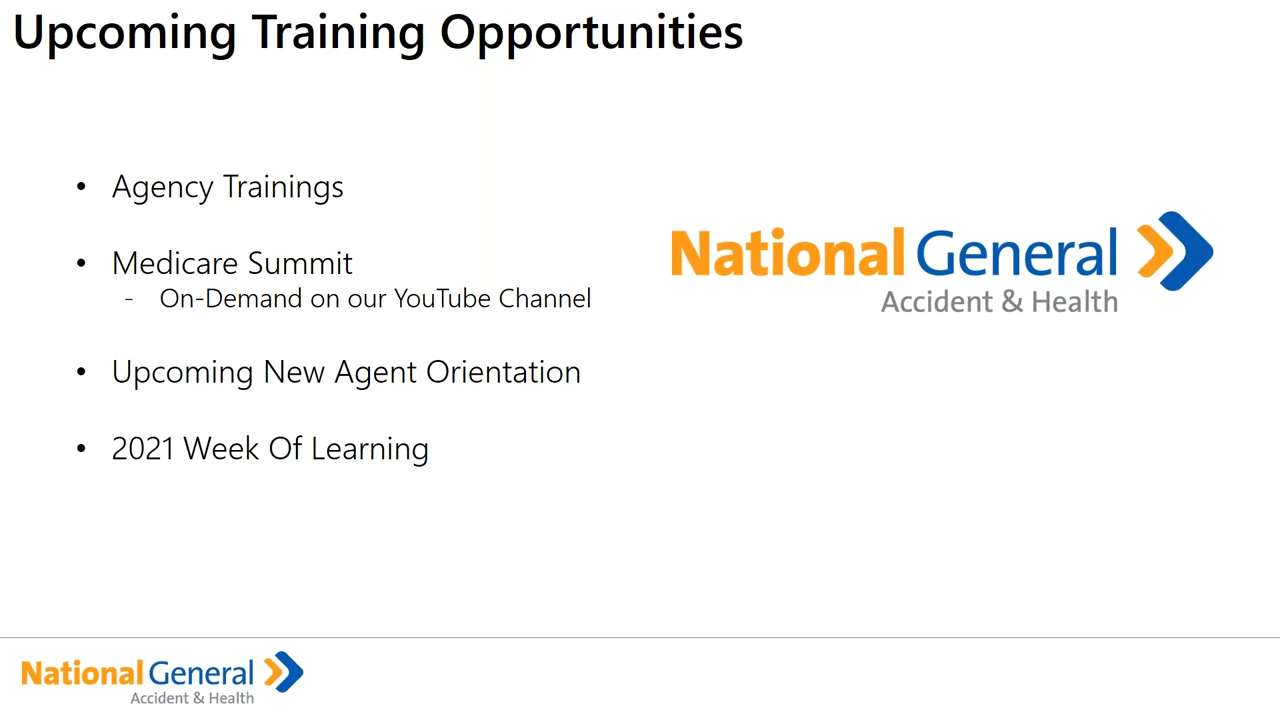 Upcoming Training Opportunities
• Agency Trainings
• Medicare Summit
- On-Demand on our YouTube Channel
• Upcoming New Agent Orientation
• 2021 Week Of Learning
National General
Accident & Health
National General
Accident & Health